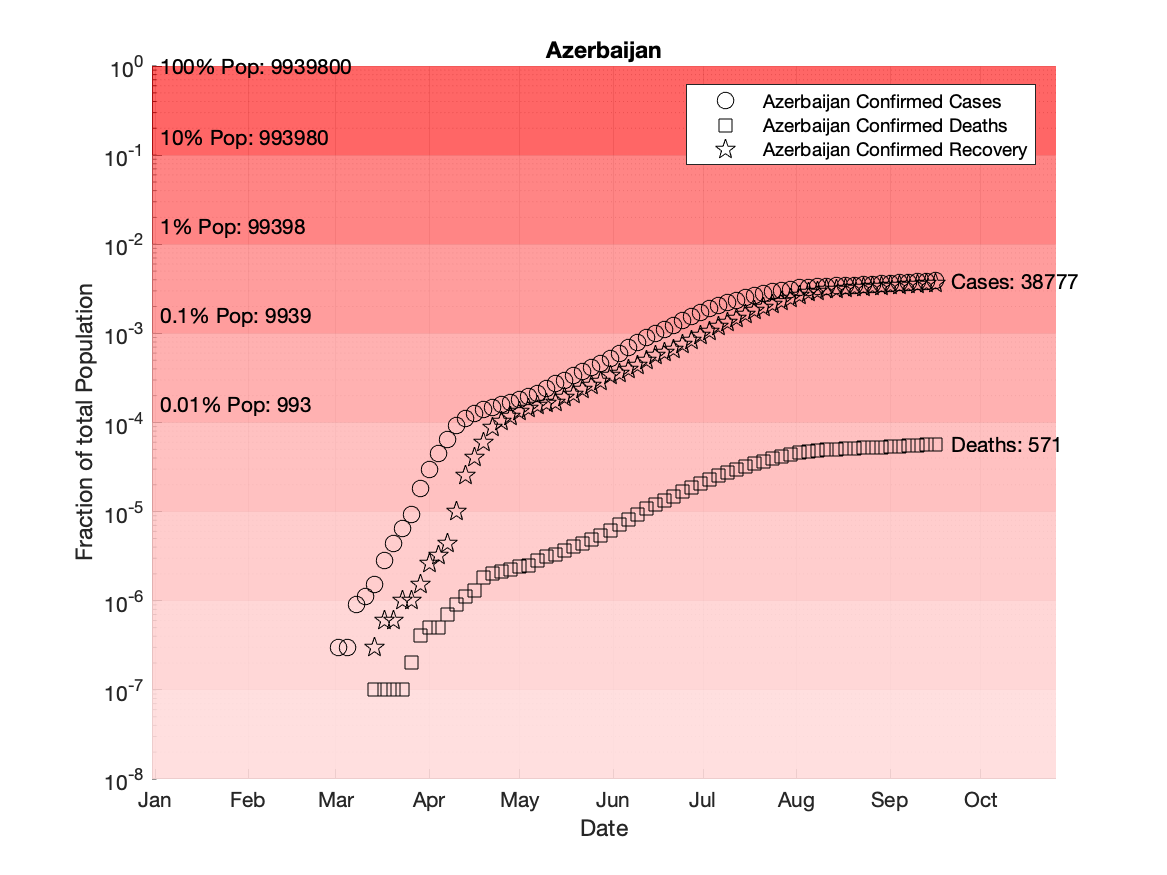 Azerbaijan
10^0
100% Pop: 9939800
Azerbaijan Confirmed Cases
Azerbaijan Confirmed Deaths
Azerbaijan Confirmed Recovery
10% Pop: 993980
10^-1
1% Pop: 99398
10^-2
Cases: 38777
0.1% Pop: 9939
10^-3
0.01% Pop: 993
10^-4
Deaths: 571
10^-5
10^-6
10^-7
10^-8
Fraction of total Population
Jan Feb Mar Apr May Jun Jul Aug Sep Oct
Date